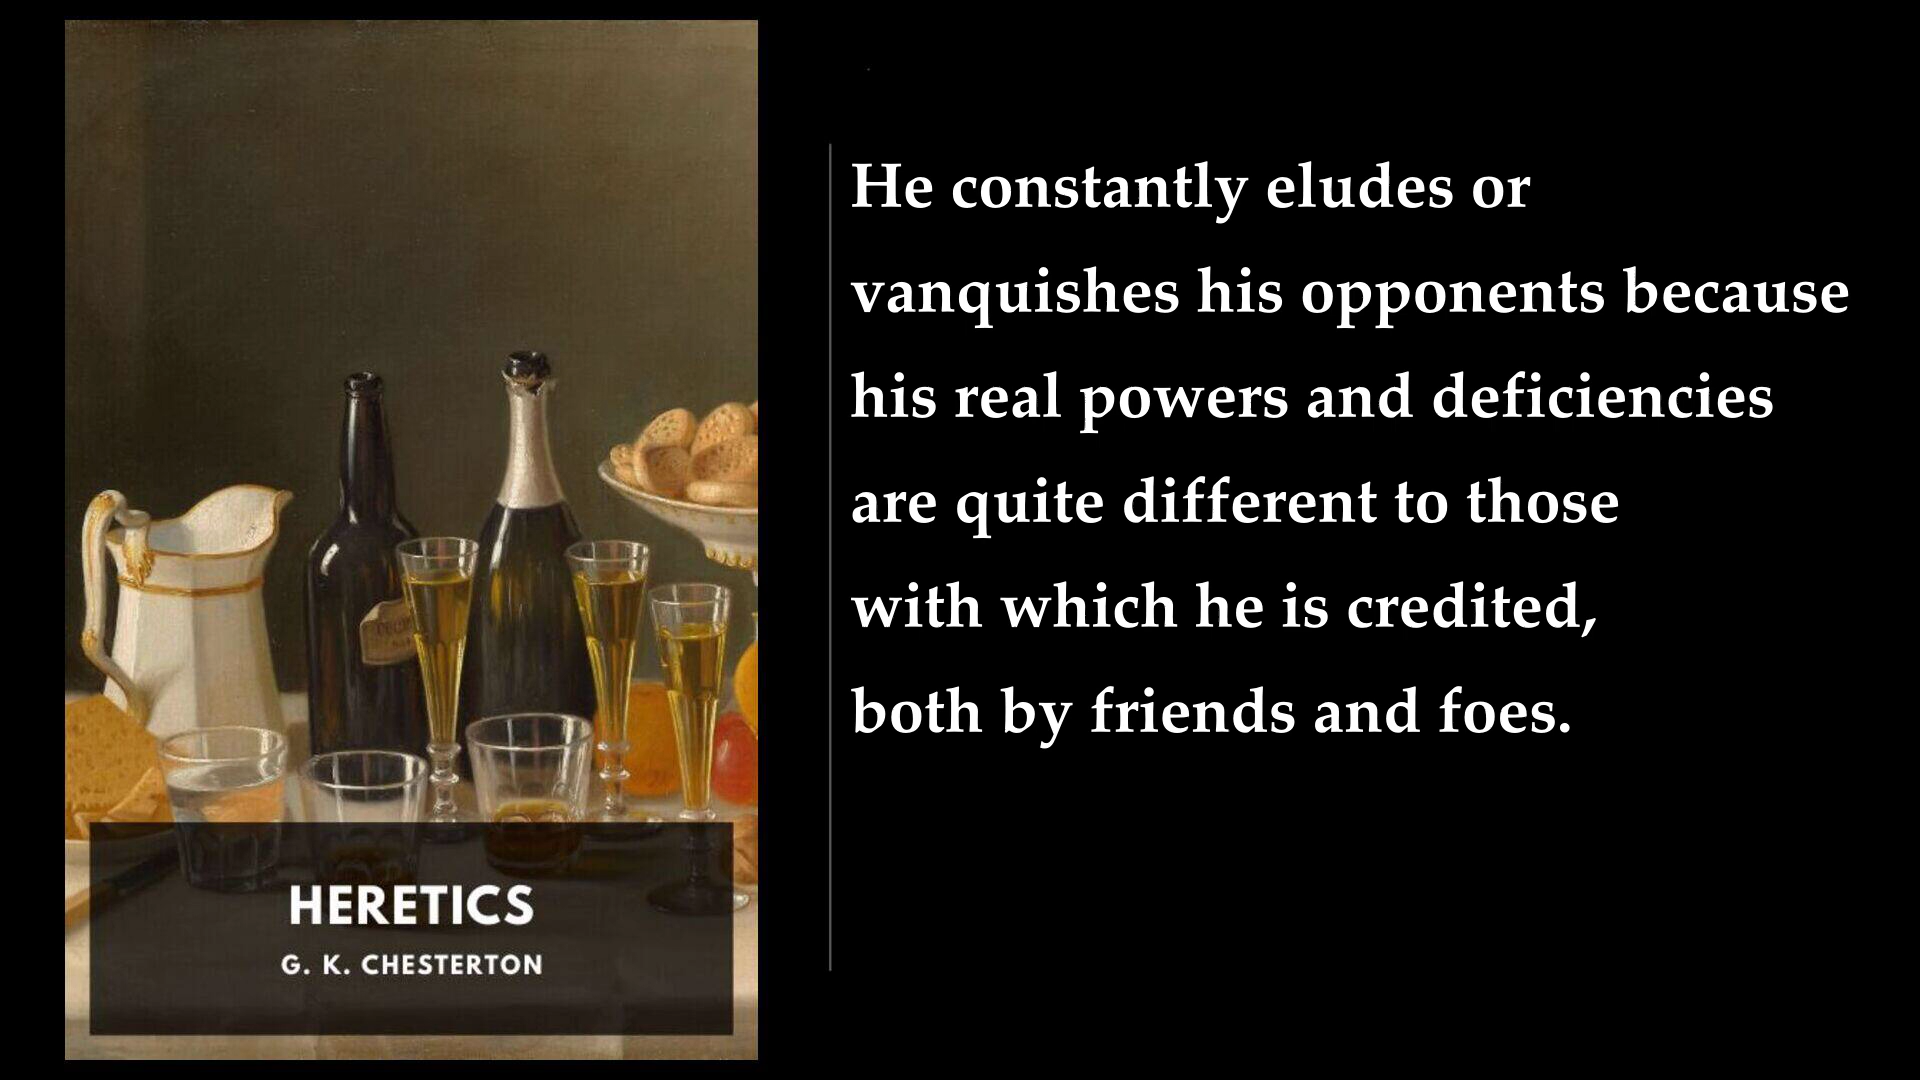 He constantly eludes or
vanquishes his opponents because
his real powers and deficiencies
are quite different to those
with which he is credited,
both by friends and foes.
HERETICS
G. K. CHESTERTON